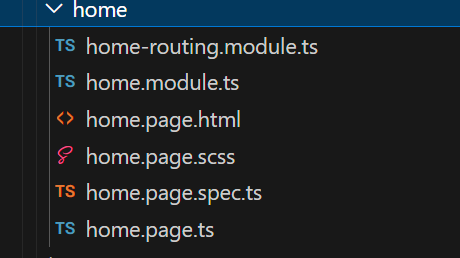 home
TS home-routing.module.ts
TS home.module.ts
<> home.page.html
home.page.scss
TS home.page.spec.ts
TS home.page.ts